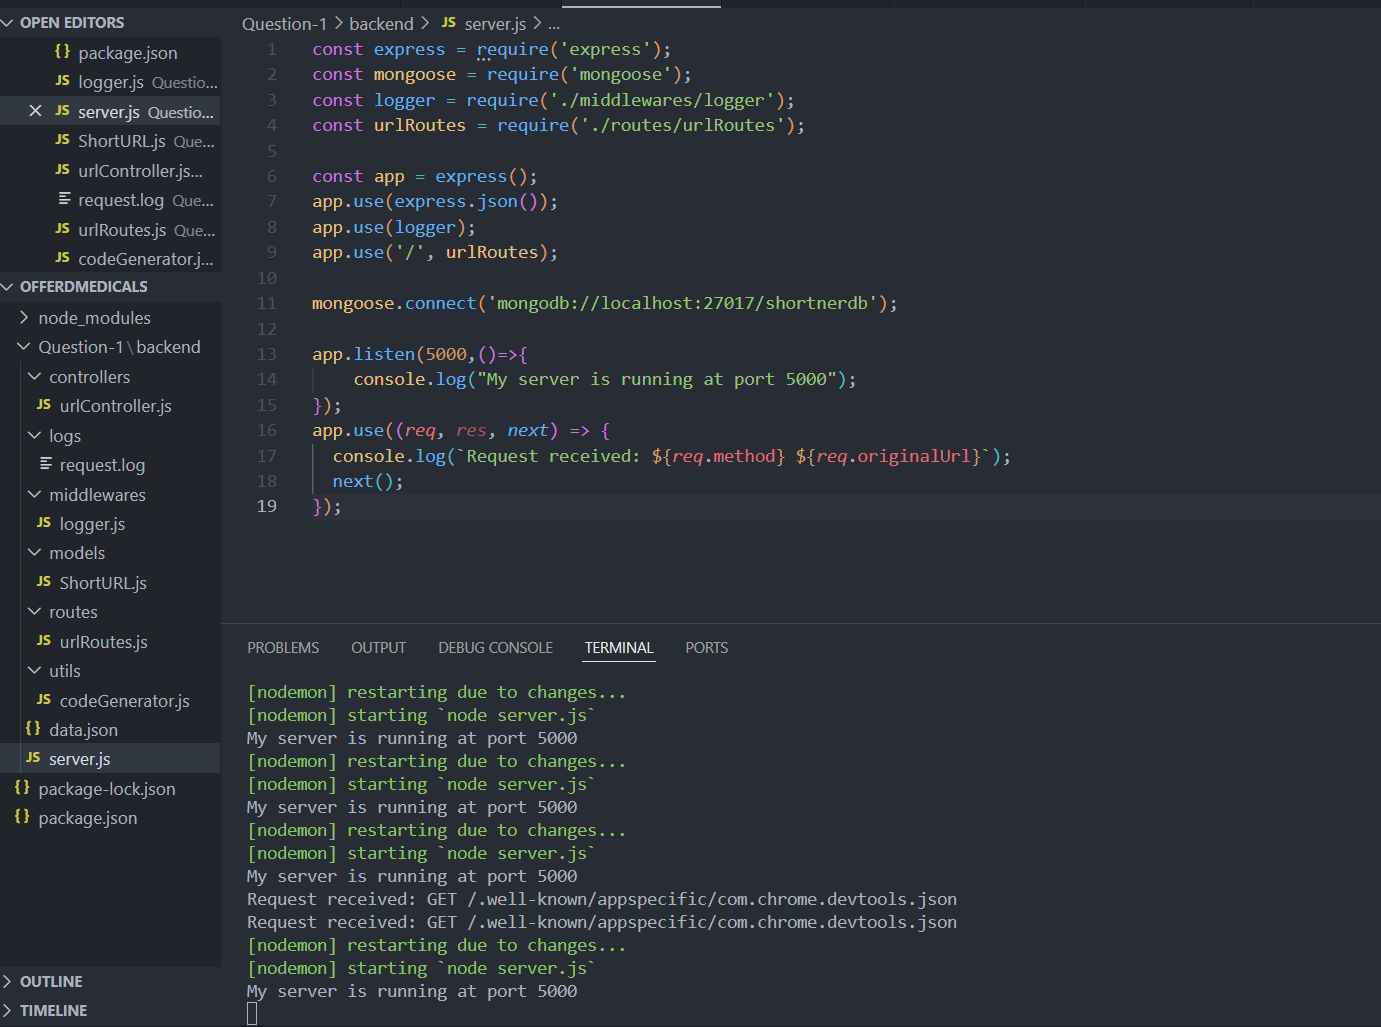 OPEN EDITORS
{} package.json
JS logger.js Questio...
JS server.js Questio...
JS ShortURL.js Que...
JS urlController.js...
request.log Que...
JS urlRoutes.js Que...
JS codeGenerator.j...
OFFERDMEDICALS
node_modules
Question-1\backend
controllers
JS urlController.js
logs
request.log
middlewares
JS logger.js
models
JS ShortURL.js
routes
JS urlRoutes.js
utils
JS codeGenerator.js
{} data.json
JS server.js
{} package-lock.json
{} package.json
OUTLINE
TIMELINE
Question-1 > backend > JS server.js > ...
1 const express = require('express');
2 const mongoose = require('mongoose');
3 const logger = require('./middlewares/logger');
4 const urlRoutes = require('./routes/urlRoutes');
5
6 const app = express();
7 app.use(express.json());
8 app.use(logger);
9 app.use('/', urlRoutes);
10
11 mongoose.connect('mongodb://localhost:27017/shortnerdb');
12
13 app.listen(5000,()=>{
14 console.log("My server is running at port 5000");
15 });
16 app.use((req, res, next) => {
17 console.log(`Request received: ${req.method} ${req.originalUrl}`);
18 next();
19 });
PROBLEMS OUTPUT DEBUG CONSOLE TERMINAL PORTS
[nodemon] restarting due to changes...
[nodemon] starting `node server.js`
My server is running at port 5000
[nodemon] restarting due to changes...
[nodemon] starting `node server.js`
My server is running at port 5000
[nodemon] restarting due to changes...
[nodemon] starting `node server.js`
My server is running at port 5000
Request received: GET /.well-known/appspecific/com.chrome.devtools.json
Request received: GET /.well-known/appspecific/com.chrome.devtools.json
[nodemon] restarting due to changes...
[nodemon] starting `node server.js`
My server is running at port 5000